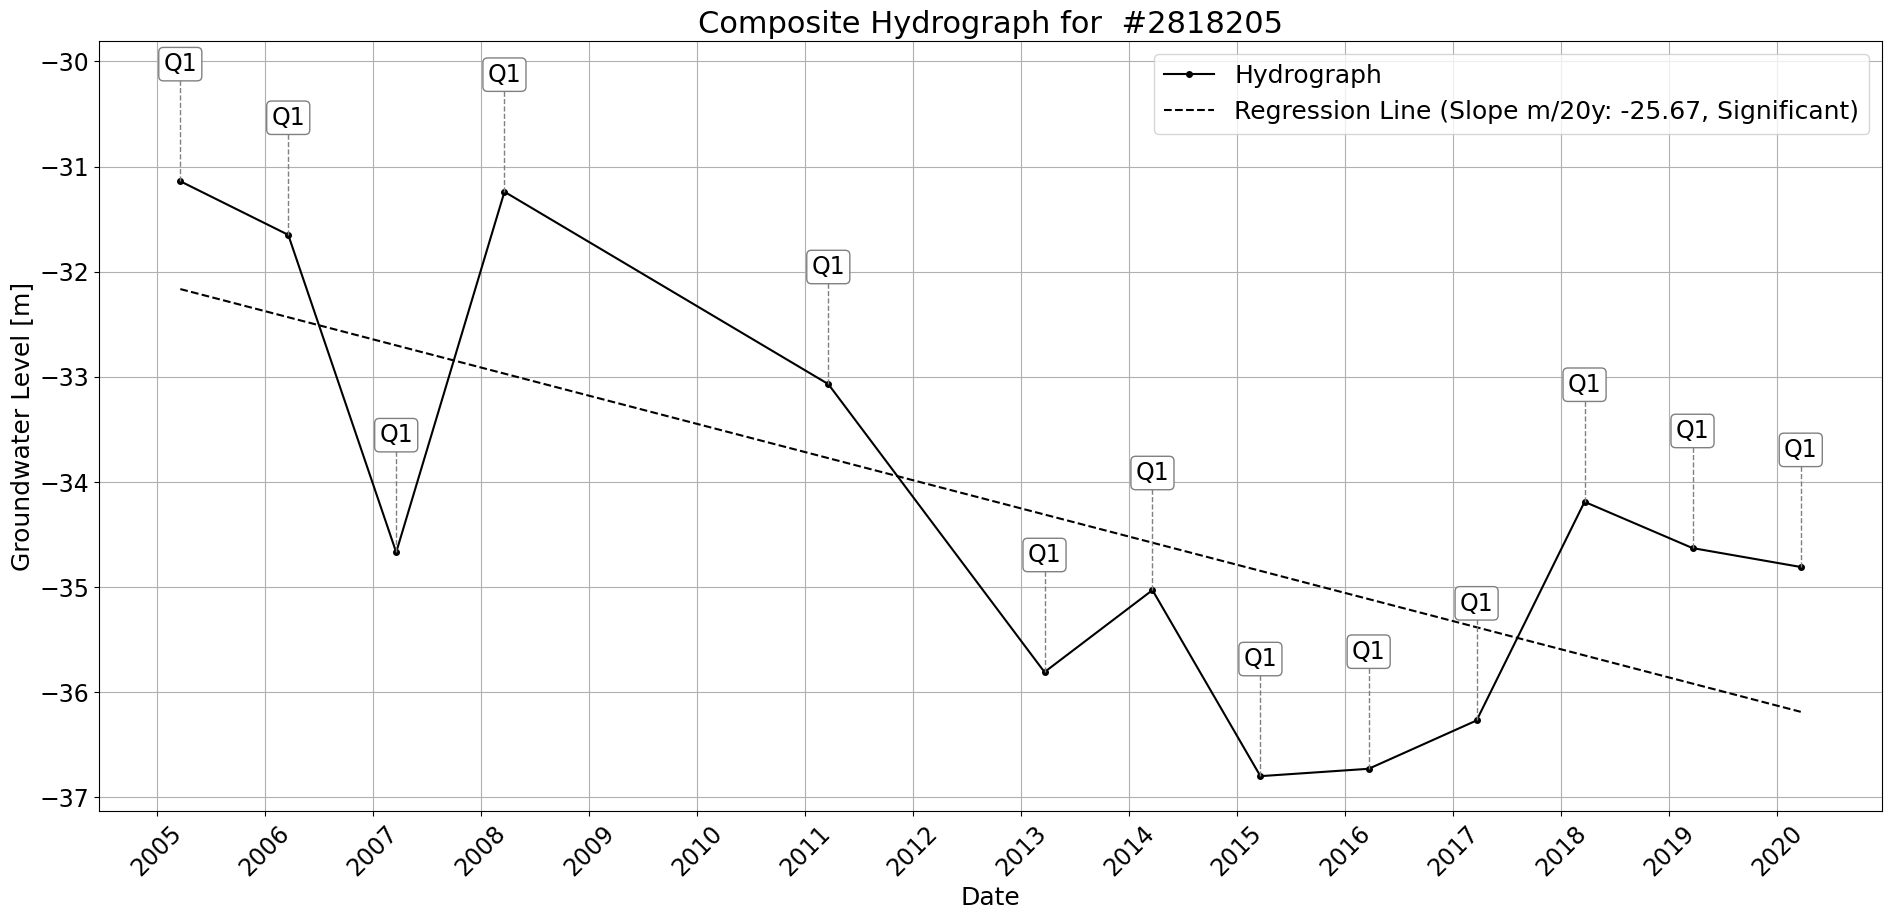 Composite Hydrograph for  #2818205
Hydrograph
Regression Line (Slope m/20y: -25.67, Significant)
Groundwater Level [m]
−30
−31
−32
−33
−34
−35
−36
−37
Q1
Q1
Q1
Q1
Q1
Q1
Q1
Q1
Q1
Q1
Q1
Q1
Q1
2005
2006
2007
2008
2009
2010
2011
2012
2013
2014
2015
2016
2017
2018
2019
2020
Date